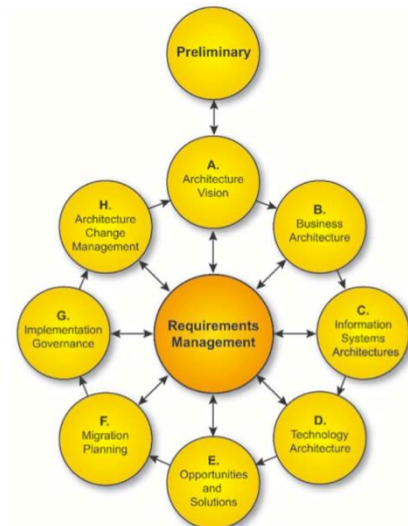 Preliminary
A.
Architecture
Vision
B.
Business
Architecture
C.
Information
Systems
Architectures
D.
Technology
Architecture
E.
Opportunities
and
Solutions
F.
Migration
Planning
G.
Implementation
Governance
H.
Architecture
Change
Management
Requirements
Management